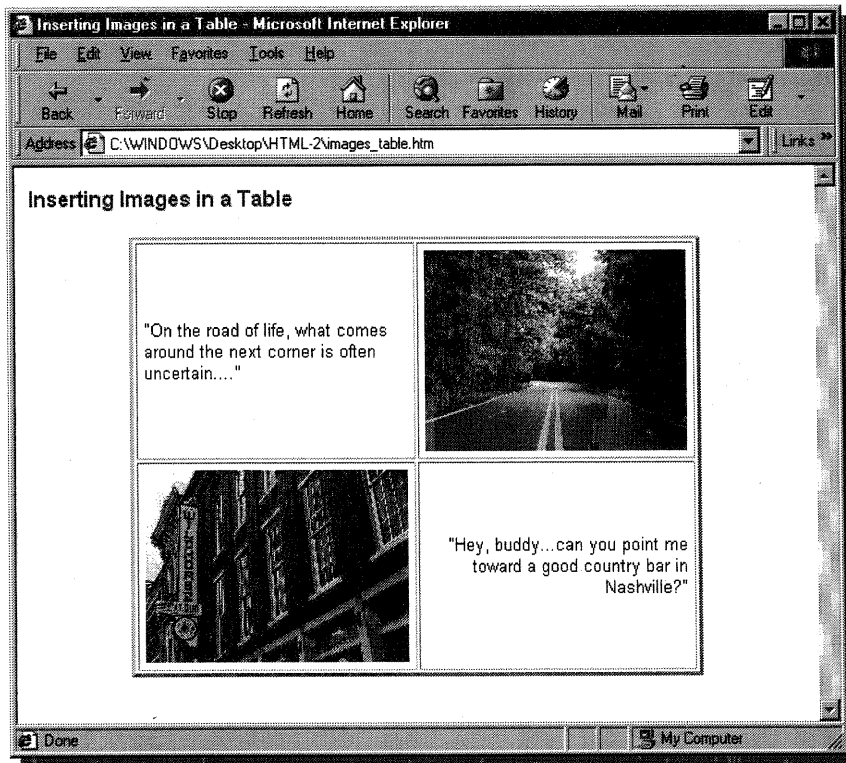 Inserting Images in a Table - Microsoft Internet Explorer
File Edit View Favorites Tools Help
Back Forward Stop Refresh Home Search Favorites History Mail Print Edit
Address C:\WINDOWS\Desktop\HTML-2\images_table.htm Links »
Inserting Images in a Table
"On the road of life, what comes
around the next corner is often
uncertain...."
"Hey, buddy...can you point me
toward a good country bar in
Nashville?"
Done My Computer